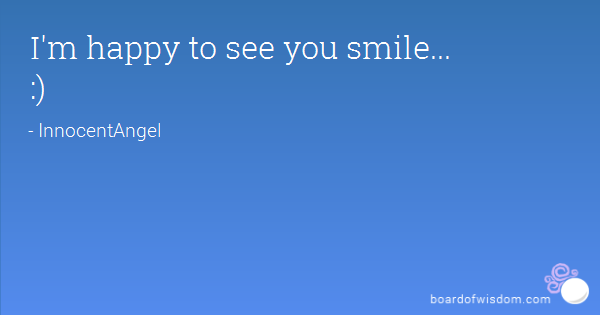 I'm happy to see you smile...
:)
- InnocentAngel
boardofwisdom.com